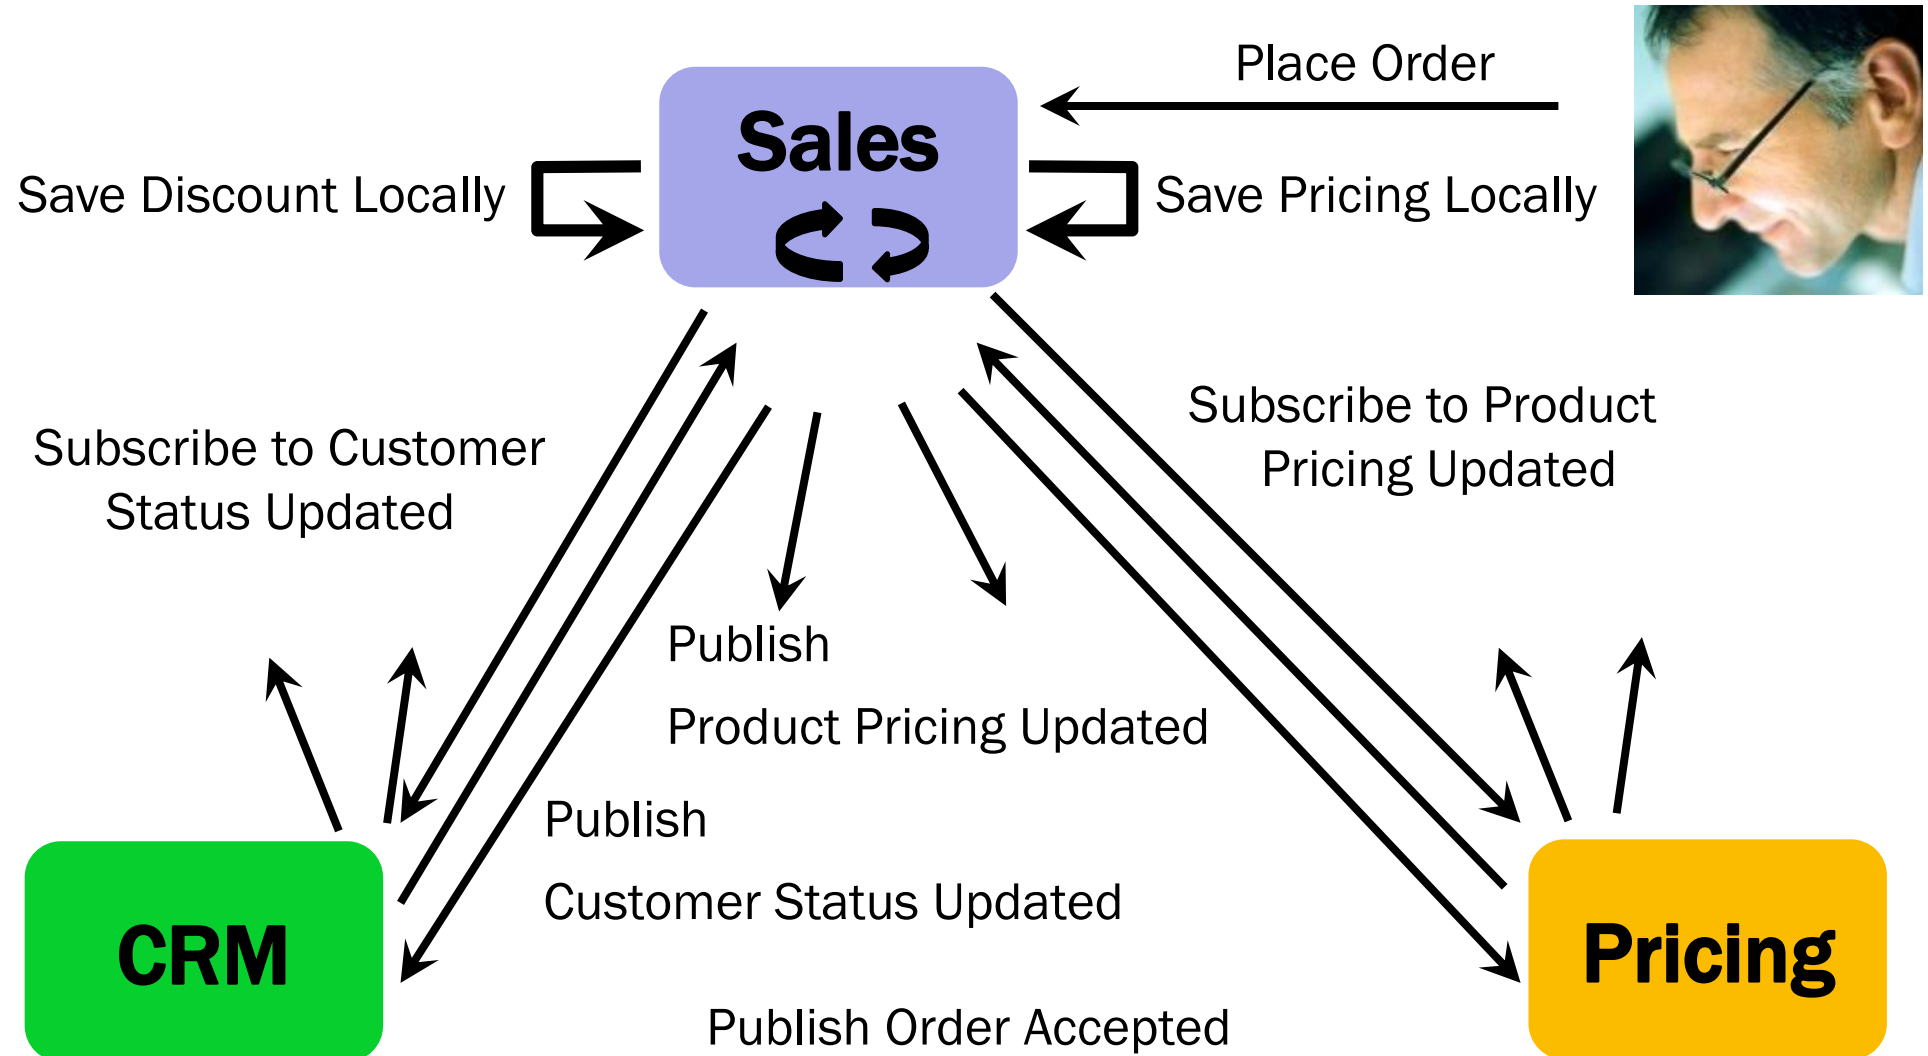 Place Order
Sales
Save Discount Locally
Save Pricing Locally
Subscribe to Customer
Status Updated
Subscribe to Product
Pricing Updated
Publish
Product Pricing Updated
Publish
Customer Status Updated
CRM
Pricing
Publish Order Accepted